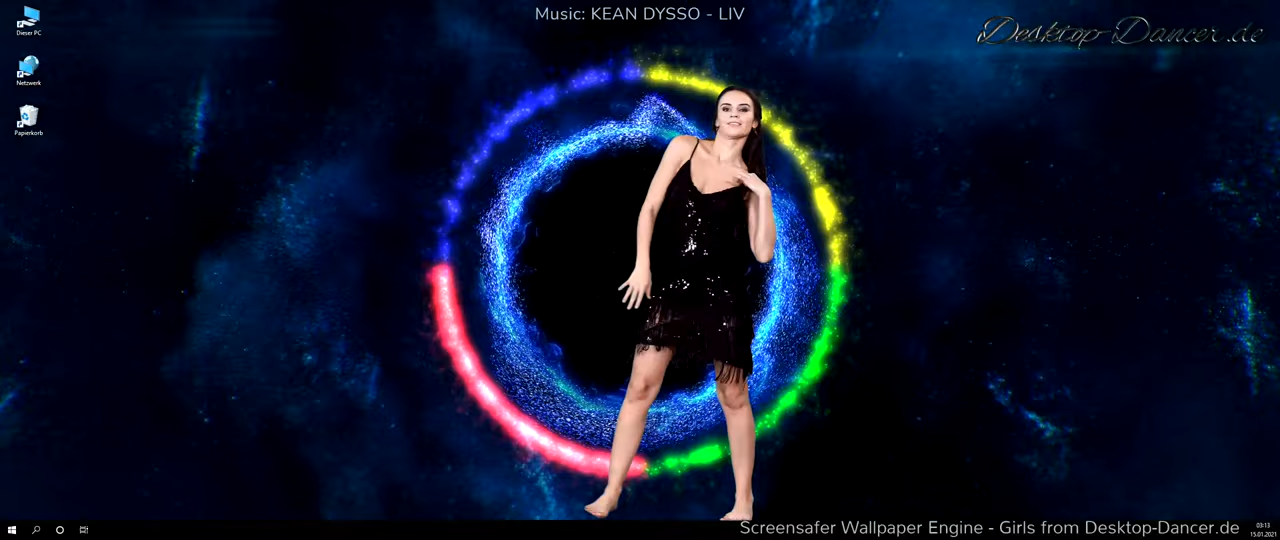 Music: KEAN DYSSO - LIV
Desktop-Dancer.de
Dieser PC
Netzwerk
Papierkorb
Screensafer Wallpaper Engine - Girls from Desktop-Dancer.de
03:13
15.01.2021